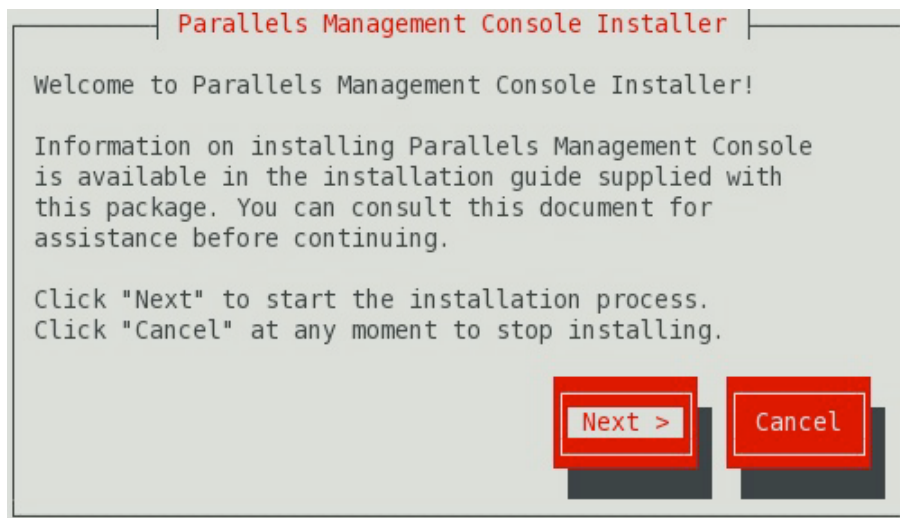 Parallels Management Console Installer
Welcome to Parallels Management Console Installer!
Information on installing Parallels Management Console
is available in the installation guide supplied with
this package. You can consult this document for
assistance before continuing.
Click "Next" to start the installation process.
Click "Cancel" at any moment to stop installing.
Next > Cancel